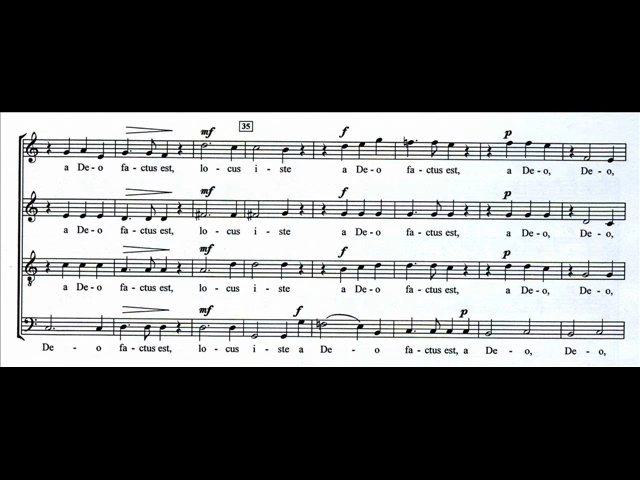 35
mf
a De - o fa - ctus est, lo - cus i - ste a De - o fa - ctus est, a De - o, De - o,
mf f p
a De - o fa - ctus est, lo - cus i - ste a De - o fa - ctus est, a De - o, De - o,
mf f p
a De - o fa - ctus est, lo - cus i - ste a De - o fa - ctus est, a De - o, De - o,
8
mf f p
De - o fa - ctus est, lo - cus i - ste a De - o fa - ctus est, a De - o, De - o,